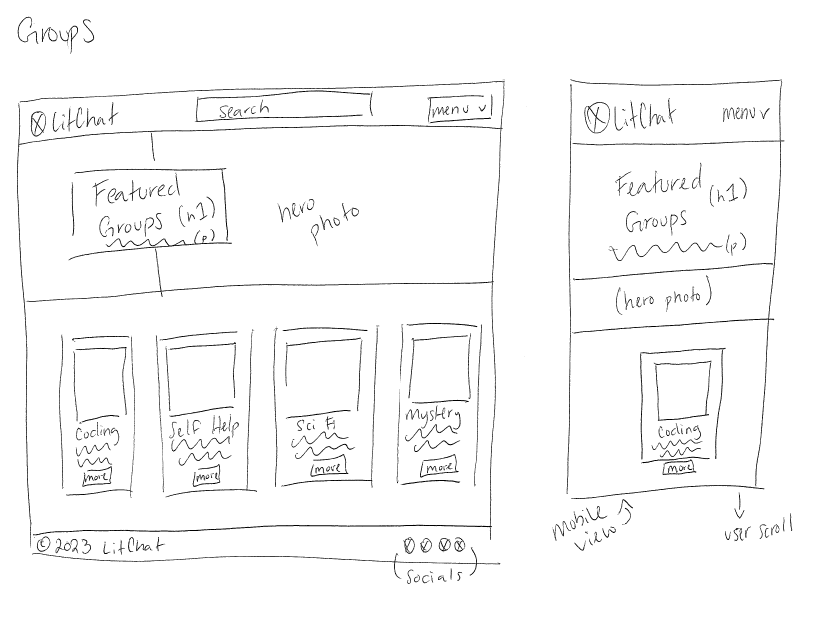 Groups
LitChat
search
menu v
Featured
Groups (h1)
(p)
hero
photo
Coding
more
Self Help
more
Sci Fi
more
Mystery
more
© 2023 LitChat
(socials)
LitChat
menu v
Featured
Groups (h1)
(p)
(hero photo)
Coding
more
Mobile
view
user scroll